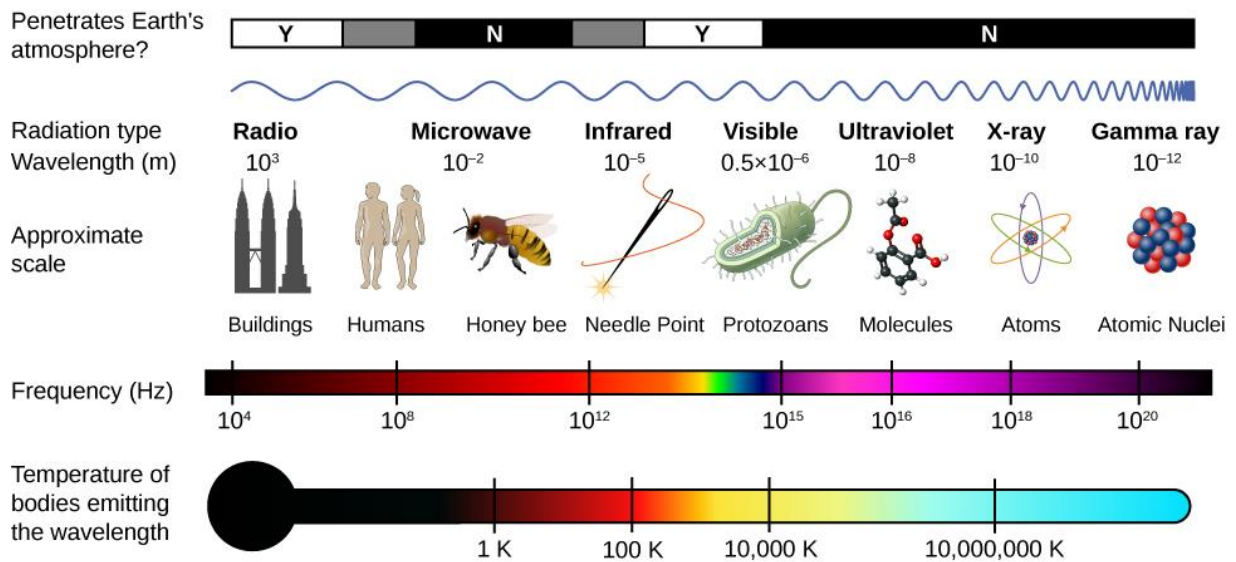 Penetrates Earth's
atmosphere?
Y N Y N
Radiation type Radio Microwave Infrared Visible Ultraviolet X-ray Gamma ray
Wavelength (m) 10³ 10⁻² 10⁻⁵ 0.5×10⁻⁶ 10⁻⁸ 10⁻¹⁰ 10⁻¹²
Approximate
scale
Buildings Humans Honey bee Needle Point Protozoans Molecules Atoms Atomic Nuclei
Frequency (Hz)
10⁴ 10⁸ 10¹² 10¹⁵ 10¹⁶ 10¹⁸ 10²⁰
Temperature of
bodies emitting
the wavelength
1 K 100 K 10,000 K 10,000,000 K